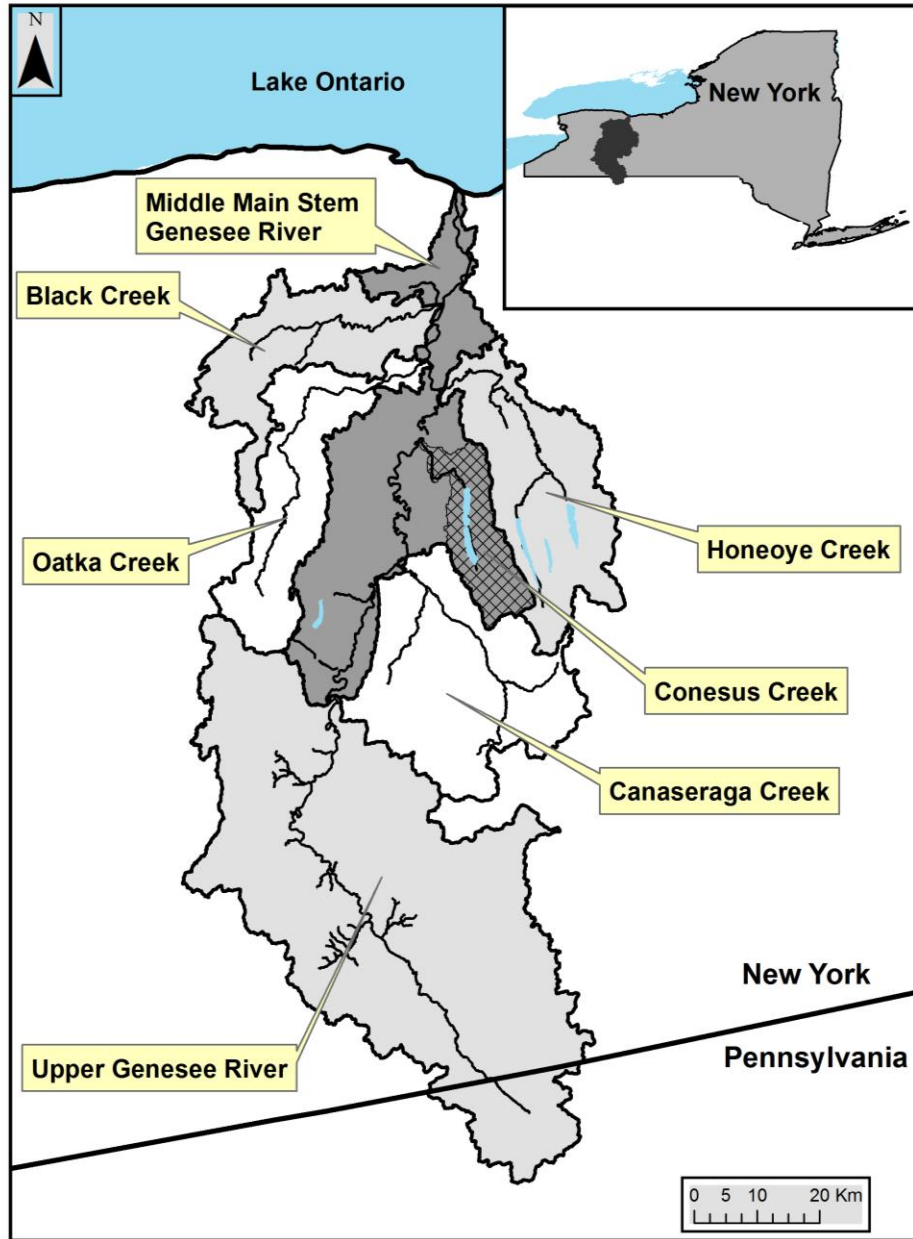 N
Lake Ontario
New York
Middle Main Stem
Genesee River
Black Creek
Oatka Creek
Honeoye Creek
Conesus Creek
Canaseraga Creek
New York
Upper Genesee River
Pennsylvania
0 5 10 20 Km